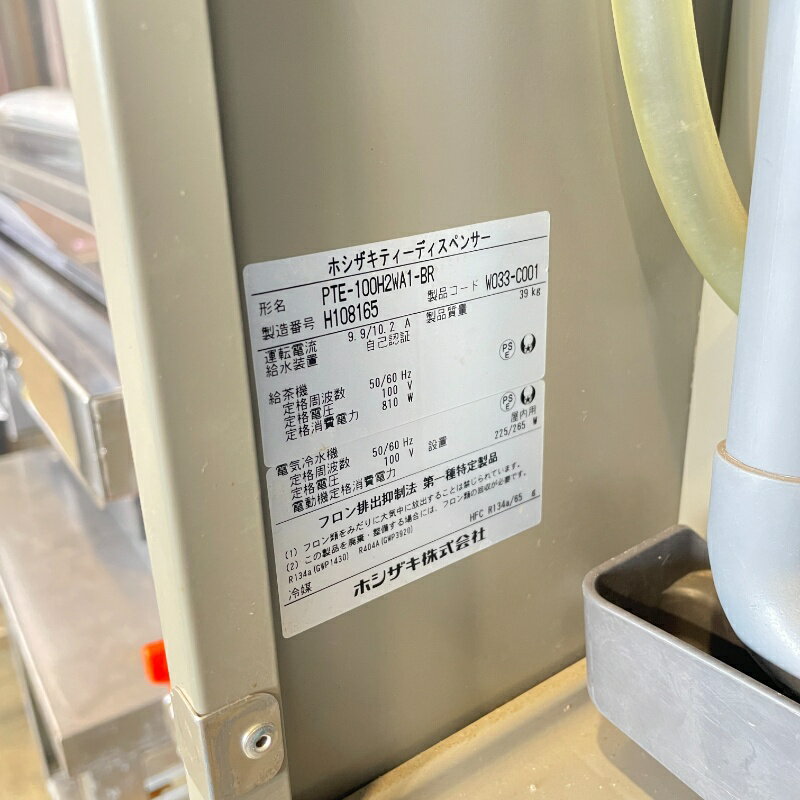 ホシザキティーディスペンサー
形名 PTE-100H2WA1-BR 製品コード W033-C001
製造番号 H108165 製品質量 39 kg
運転電流 9.9/10.2 A
給水装置 自己認証
給茶機
定格周波数 50/60 Hz
定格電圧 100 V
定格消費電力 810 W
PS E
電気冷水機
定格周波数 50/60 Hz 設置 屋内用
定格電圧 100 V
電動機定格消費電力 225/265 W
PS E
フロン排出抑制法 第一種特定製品
(1) フロン類をみだりに大気中に放出することは禁じられています。
(2) この製品を廃棄・整備する場合には、フロン類の回収が必要です。
R134a(GWP1430) R404A(GWP3920)
冷媒 HFC R134a/65 g
ホシザキ株式会社